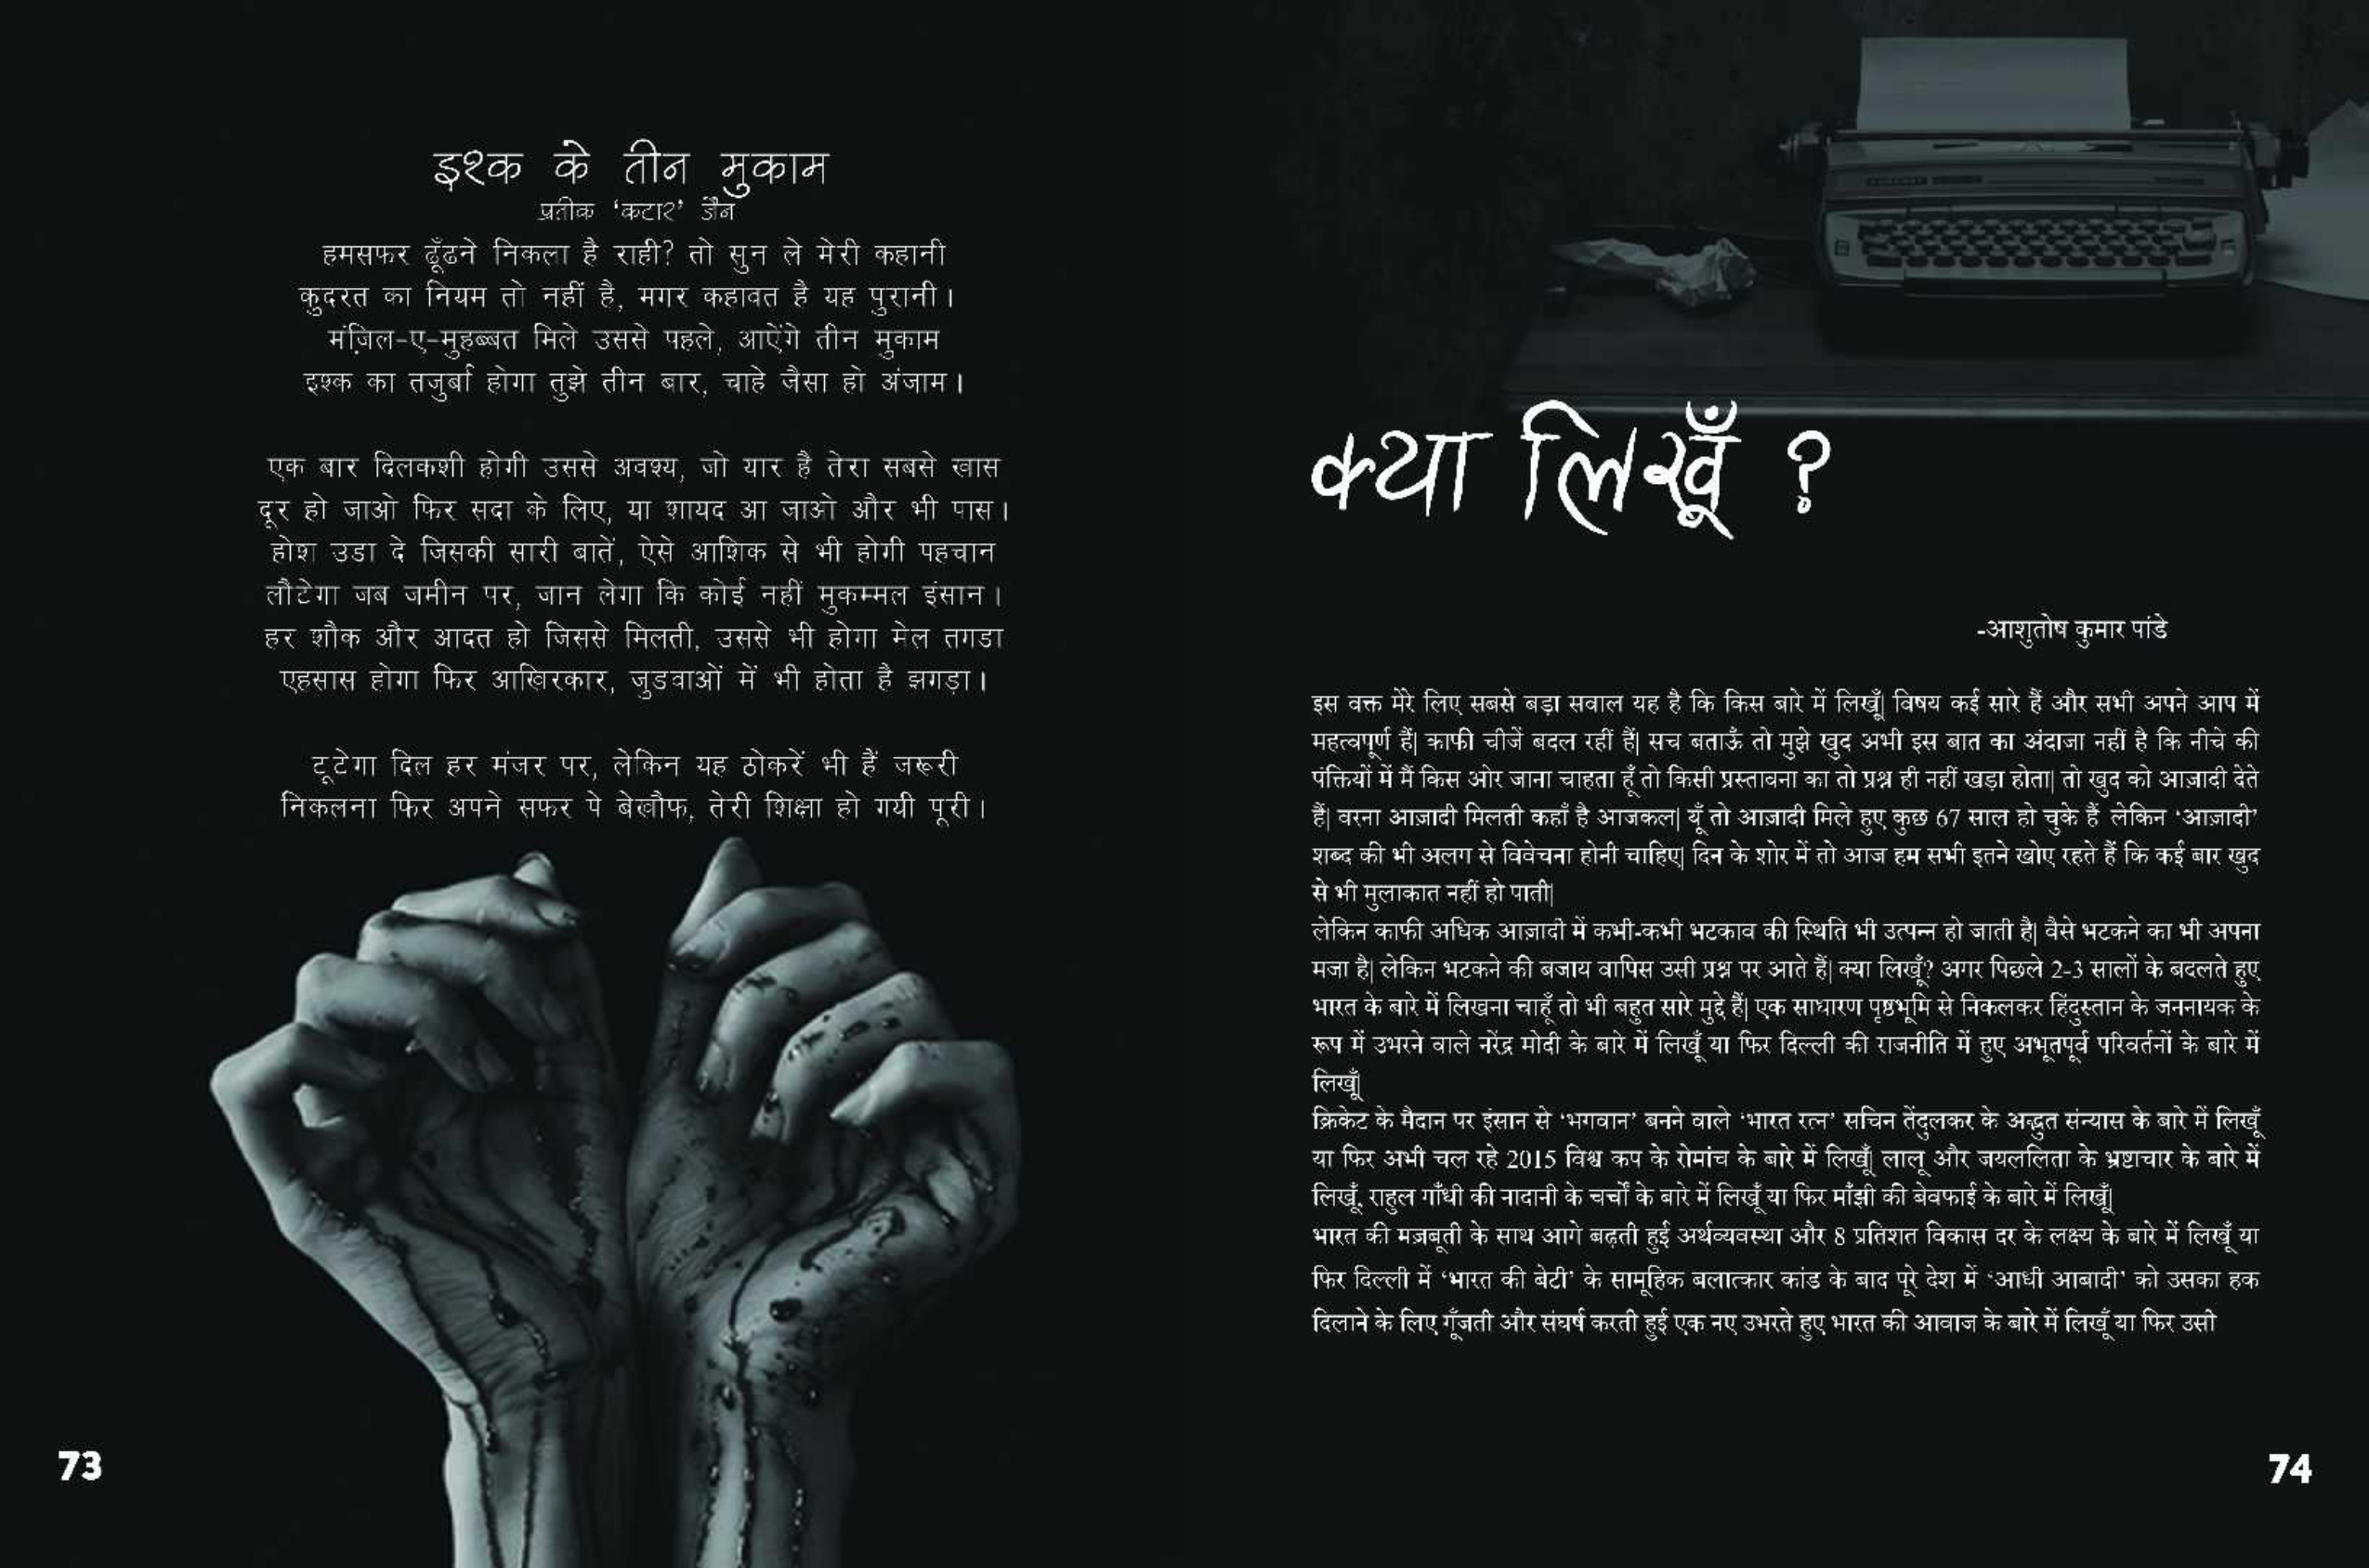 इश्क के तीन मुकाम
प्रतीक 'कटार' जैन
हमसफर ढूँढने निकला है राही? तो सुन ले मेरी कहानी
कुदरत का नियम तो नहीं है, मगर कहावत है यह पुरानी।
मंज़िल-ए-मुहब्बत मिले उससे पहले, आऐंगे तीन मुकाम
इश्क का तजुर्बा होगा तुझे तीन बार, चाहे जैसा हो अंजाम।
एक बार दिलकशी होगी उससे अवश्य, जो यार है तेरा सबसे खास
दूर हो जाओ फिर सदा के लिए, या शायद आ जाओ और भी पास।
होश उडा दे जिसकी सारी बातें, ऐसे आशिक से भी होगी पहचान
लौटेगा जब जमीन पर, जान लेगा कि कोई नहीं मुकम्मल इंसान।
हर शौक और आदत हो जिससे मिलती, उससे भी होगा मेल तगडा
एहसास होगा फिर आखिरकार, जुडवाओं में भी होता है झगड़ा।
टूटेगा दिल हर मंजर पर, लेकिन यह ठोकरें भी हैं जरूरी
निकलना फिर अपने सफर पे बेखौफ, तेरी शिक्षा हो गयी पूरी।
73
क्या लिखूँ ?
-आशुतोष कुमार पांडे
इस वक्त मेरे लिए सबसे बड़ा सवाल यह है कि किस बारे में लिखूँ| विषय कई सारे हैं और सभी अपने आप में
महत्वपूर्ण हैं| काफी चीजें बदल रहीं हैं| सच बताऊँ तो मुझे खुद अभी इस बात का अंदाजा नहीं है कि नीचे की
पंक्तियों में मैं किस ओर जाना चाहता हूँ तो किसी प्रस्तावना का तो प्रश्न ही नहीं खड़ा होता| तो खुद को आज़ादी देते
हैं| वरना आज़ादी मिलती कहाँ है आजकल| यूँ तो आज़ादी मिले हुए कुछ 67 साल हो चुके हैं लेकिन 'आज़ादी'
शब्द की भी अलग से विवेचना होनी चाहिए| दिन के शोर में तो आज हम सभी इतने खोए रहते हैं कि कई बार खुद
से भी मुलाकात नहीं हो पाती|
लेकिन काफी अधिक आज़ादी में कभी-कभी भटकाव की स्थिति भी उत्पन्न हो जाती है| वैसे भटकने का भी अपना
मजा है| लेकिन भटकने की बजाय वापिस उसी प्रश्न पर आते हैं| क्या लिखूँ? अगर पिछले 2-3 सालों के बदलते हुए
भारत के बारे में लिखना चाहूँ तो भी बहुत सारे मुद्दे हैं| एक साधारण पृष्ठभूमि से निकलकर हिंदुस्तान के जननायक के
रूप में उभरने वाले नरेंद्र मोदी के बारे में लिखूँ या फिर दिल्ली की राजनीति में हुए अभूतपूर्व परिवर्तनों के बारे में
लिखूँ|
क्रिकेट के मैदान पर इंसान से 'भगवान' बनने वाले 'भारत रत्न' सचिन तेंदुलकर के अद्भुत संन्यास के बारे में लिखूँ
या फिर अभी चल रहे 2015 विश्व कप के रोमांच के बारे में लिखूँ| लालू और जयललिता के भ्रष्टाचार के बारे में
लिखूँ, राहुल गाँधी की नादानी के चर्चों के बारे में लिखूँ या फिर माँझी की बेवफाई के बारे में लिखूँ|
भारत की मज़बूती के साथ आगे बढ़ती हुई अर्थव्यवस्था और 8 प्रतिशत विकास दर के लक्ष्य के बारे में लिखूँ या
फिर दिल्ली में 'भारत की बेटी' के सामूहिक बलात्कार कांड के बाद पूरे देश में 'आधी आबादी' को उसका हक
दिलाने के लिए गूँजती और संघर्ष करती हुई एक नए उभरते हुए भारत की आवाज के बारे में लिखूँ या फिर उसी
74